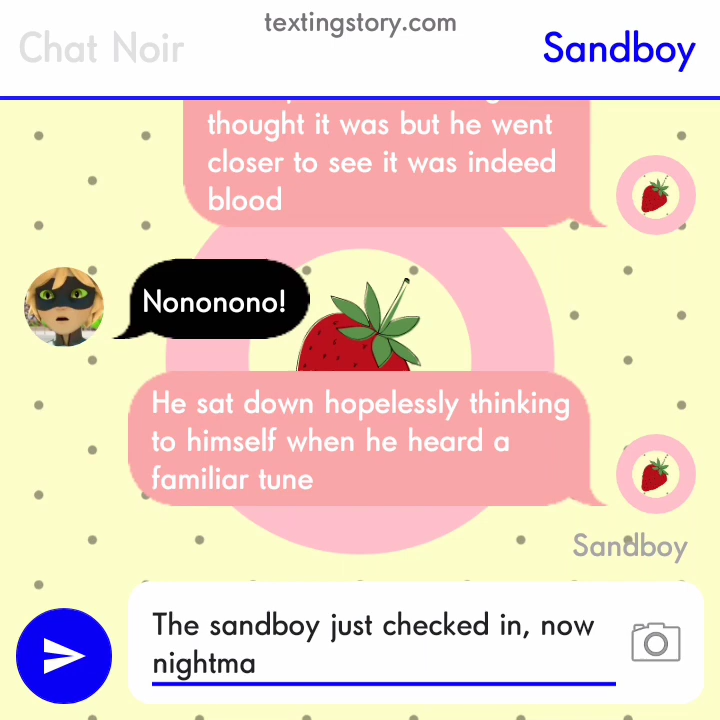 textingstory.com
Chat Noir
Sandboy
thought it was but he went
closer to see it was indeed
blood
Nononono!
He sat down hopelessly thinking
to himself when he heard a
familiar tune
Sandboy
The sandboy just checked in, now
nightma